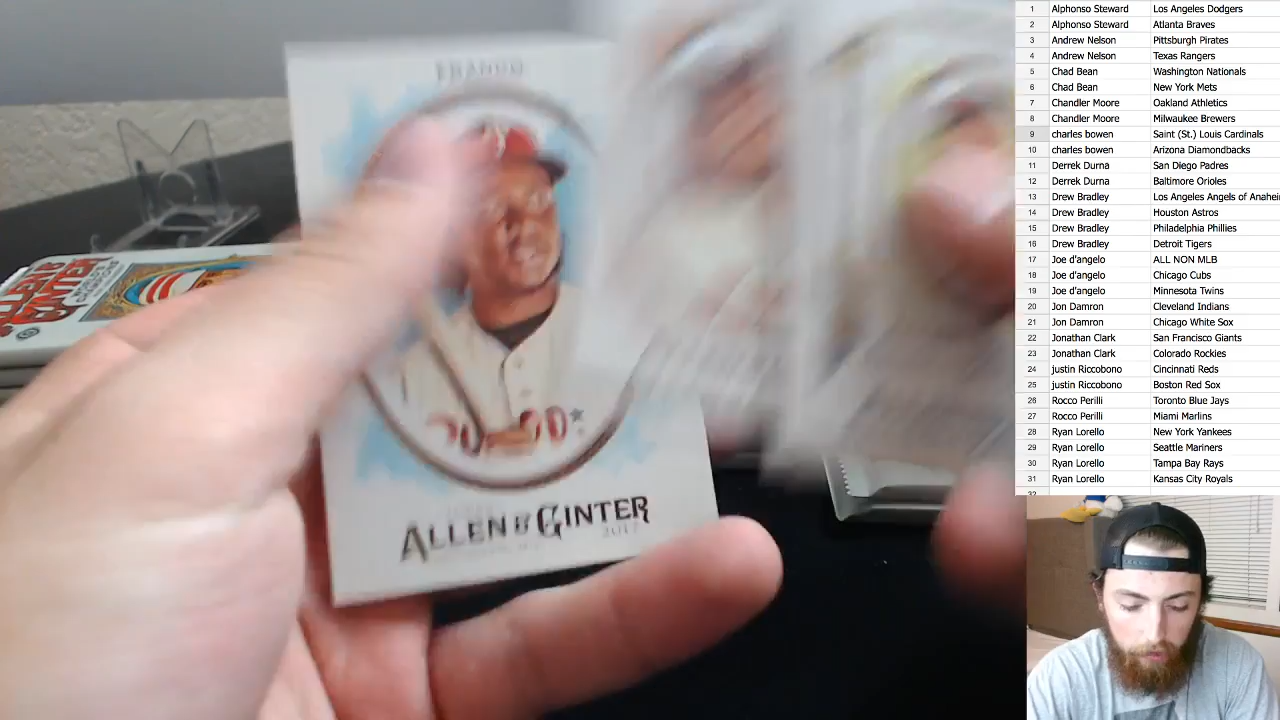 FRANCO
ALLEN & GINTER
2017
ALLEN &
GINTER
1 Alphonso Steward Los Angeles Dodgers
2 Alphonso Steward Atlanta Braves
3 Andrew Nelson Pittsburgh Pirates
4 Andrew Nelson Texas Rangers
5 Chad Bean Washington Nationals
6 Chad Bean New York Mets
7 Chandler Moore Oakland Athletics
8 Chandler Moore Milwaukee Brewers
9 charles bowen Saint (St.) Louis Cardinals
10 charles bowen Arizona Diamondbacks
11 Derrek Durna San Diego Padres
12 Derrek Durna Baltimore Orioles
13 Drew Bradley Los Angeles Angels of Anahei
14 Drew Bradley Houston Astros
15 Drew Bradley Philadelphia Phillies
16 Drew Bradley Detroit Tigers
17 Joe d'angelo ALL NON MLB
18 Joe d'angelo Chicago Cubs
19 Joe d'angelo Minnesota Twins
20 Jon Damron Cleveland Indians
21 Jon Damron Chicago White Sox
22 Jonathan Clark San Francisco Giants
23 Jonathan Clark Colorado Rockies
24 justin Riccobono Cincinnati Reds
25 justin Riccobono Boston Red Sox
26 Rocco Perilli Toronto Blue Jays
27 Rocco Perilli Miami Marlins
28 Ryan Lorello New York Yankees
29 Ryan Lorello Seattle Mariners
30 Ryan Lorello Tampa Bay Rays
31 Ryan Lorello Kansas City Royals